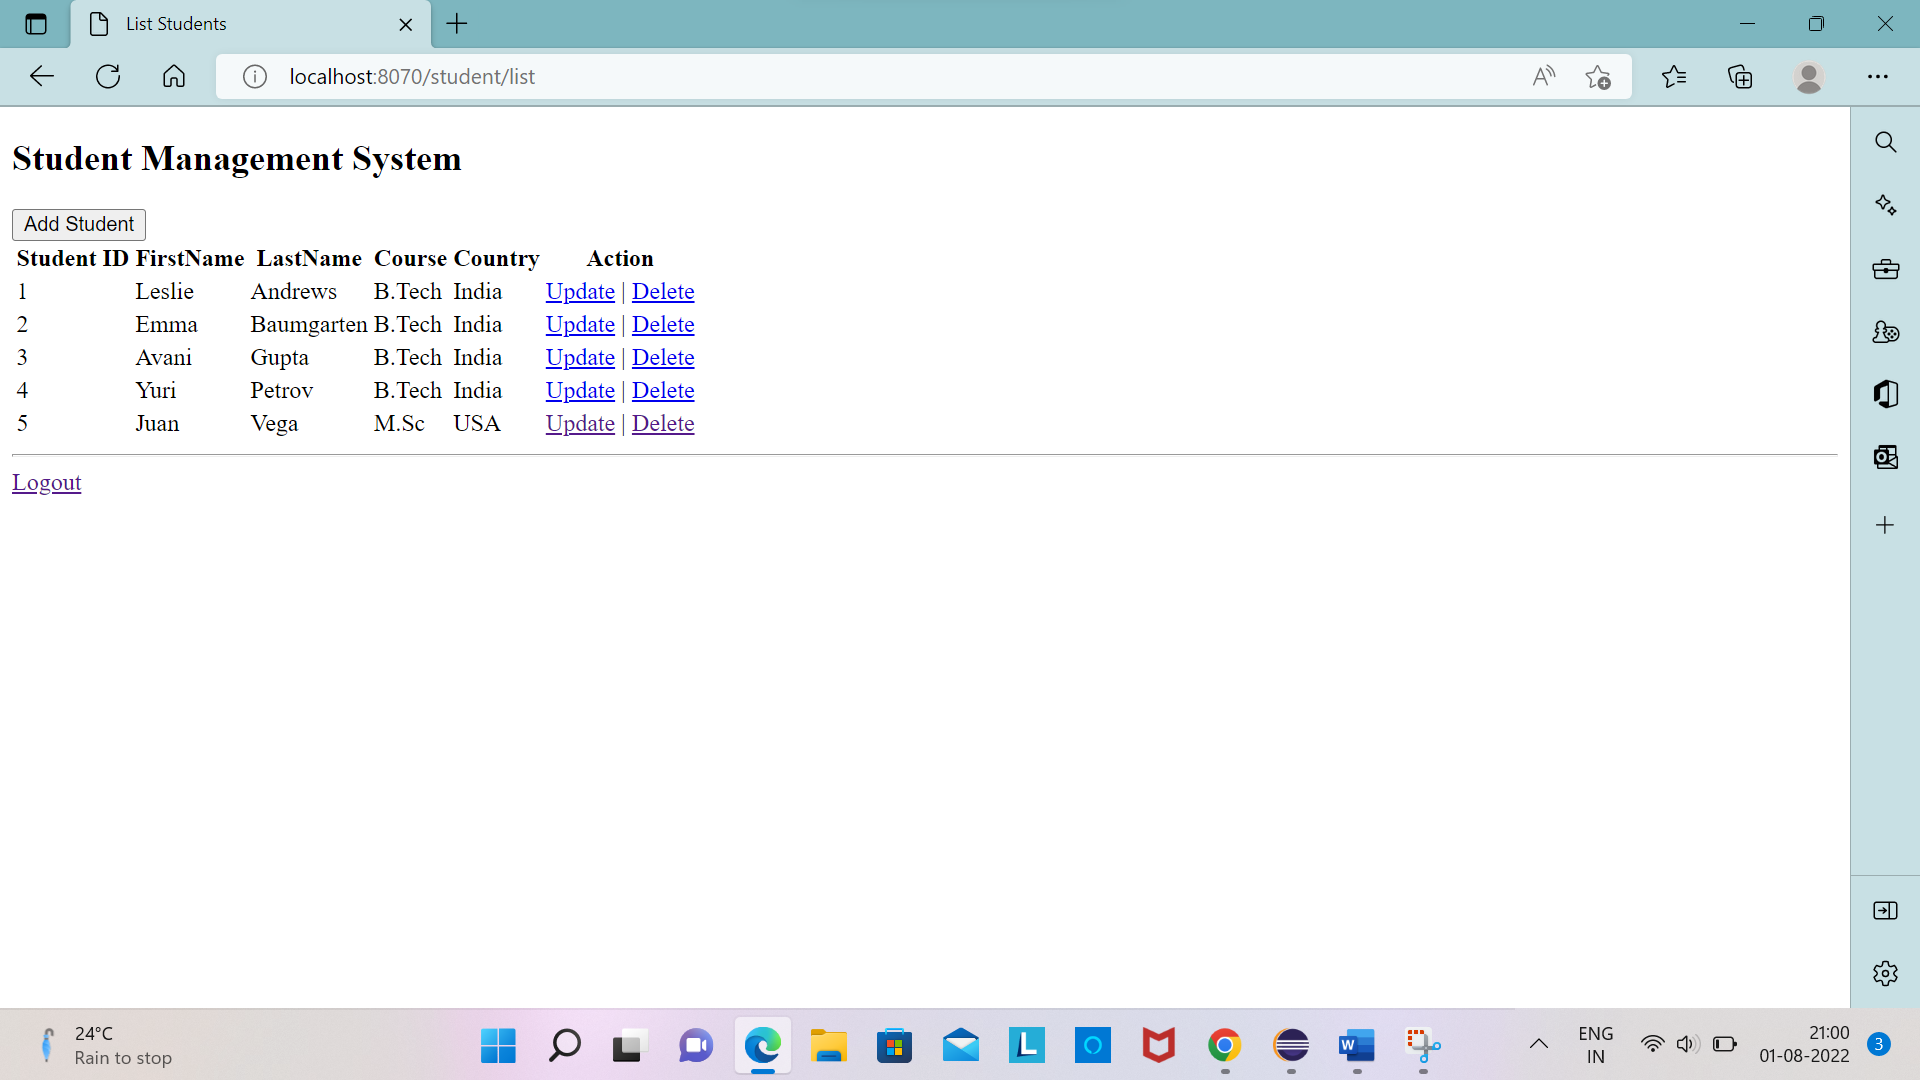 List Students
localhost:8070/student/list
Student Management System
Add Student
Student ID FirstName LastName Course Country Action
1 Leslie Andrews B.Tech India Update | Delete
2 Emma Baumgarten B.Tech India Update | Delete
3 Avani Gupta B.Tech India Update | Delete
4 Yuri Petrov B.Tech India Update | Delete
5 Juan Vega M.Sc USA Update | Delete
Logout
24°C
Rain to stop
L
W
ENG
IN
21:00
01-08-2022
3